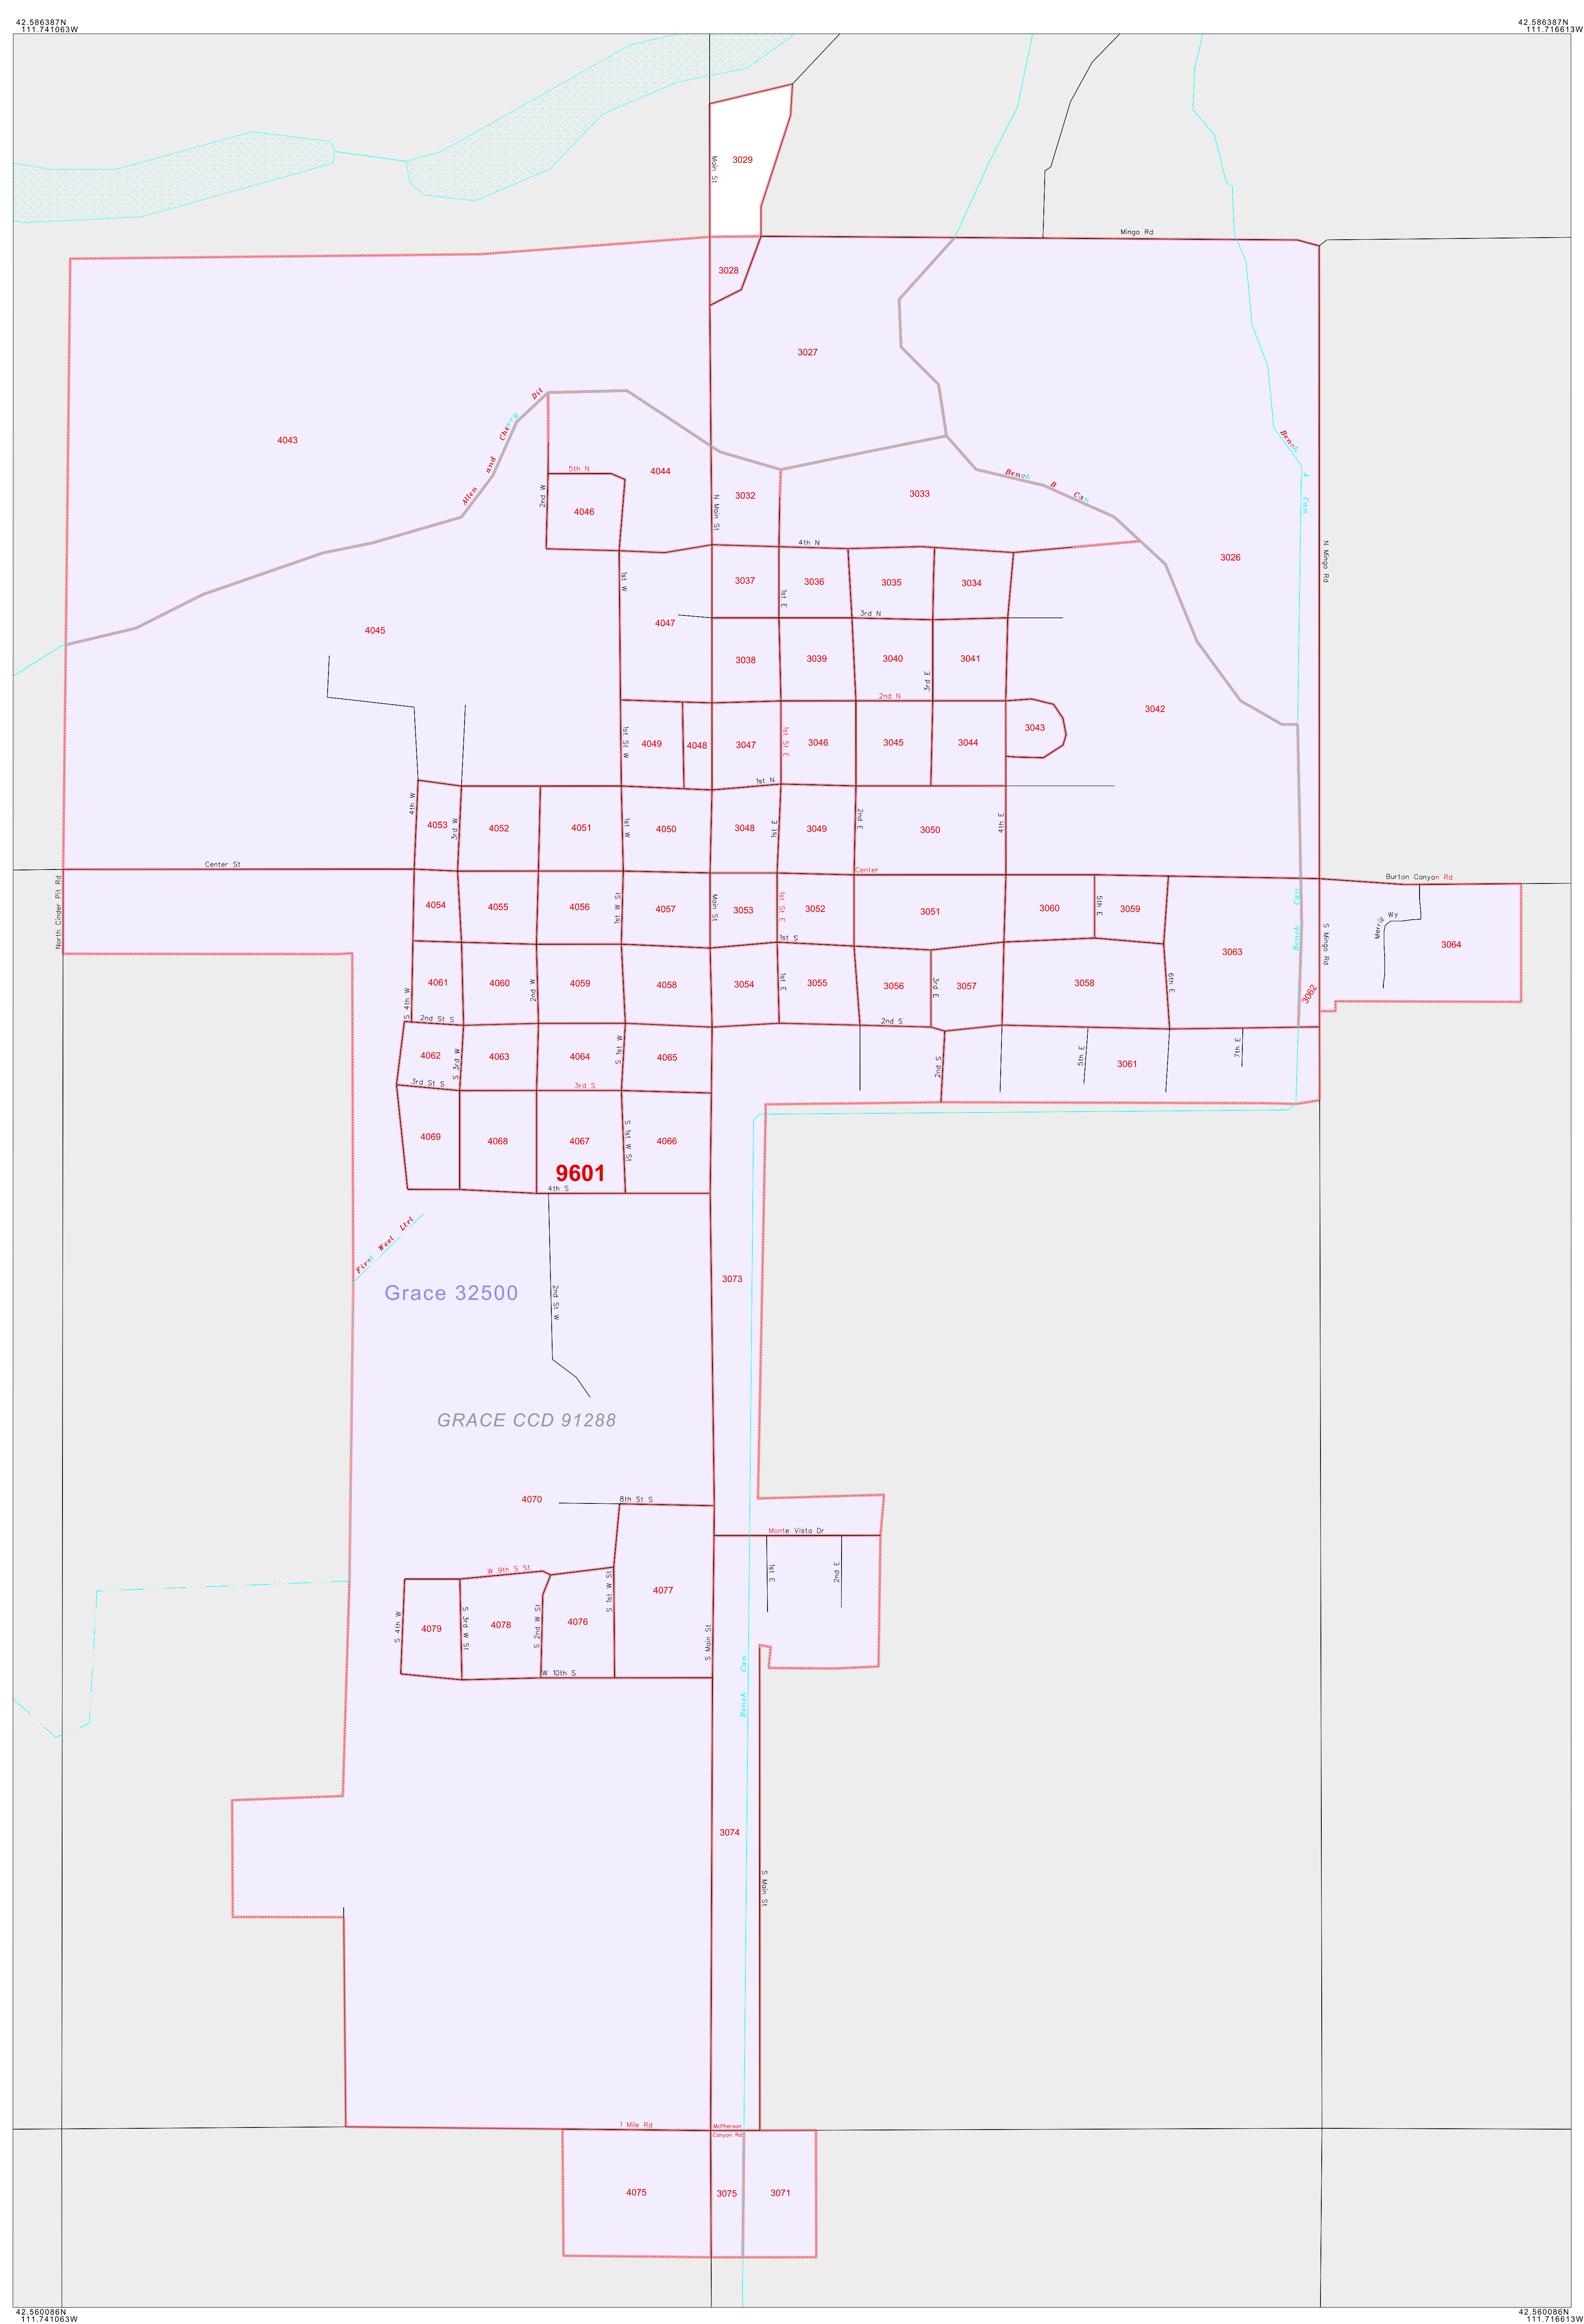 42.586387N
111.741063W
42.586387N
111.716613W
Main St
3029
Mingo Rd
3028
3027
Allen and Cherry Dit
4043
Bench A Can
5th N
4044
2nd W
4046
N Main St
3032
3033
Bench B Can
3026
N Mingo Rd
4th N
3037
3036
3035
3034
1st W
1st E
3rd N
4047
4045
3038
3039
3040
3041
3rd E
2nd N
3042
1st St W
4049
4048
3047
1st St E
3046
3045
3044
3043
1st N
4th W
4053
3rd W
4052
4051
1st W
4050
3048
1st E
3049
2nd E
3050
4th E
Center St
Center
Burton Canyon Rd
North Cinder Pit Rd
4054
4055
4056
1st W St
4057
Main St
3053
1st St E
3052
3051
3060
5th E
3059
Bench Can
Merrill Wy
3064
1st S
S Mingo Rd
3063
4061
4060
2nd W
4059
4058
3054
1st E
3055
3056
3rd E
3057
3058
6th E
3062
S 4th W
2nd St S
2nd S
4062
S 3rd W
4063
4064
S 1st W
4065
2nd S
5th E
3061
7th E
3rd St S
3rd S
4069
4068
4067
S 1st W St
4066
9601
4th S
First West Ltrl
3073
Grace 32500
2nd St W
GRACE CCD 91288
4070
8th St S
Monte Vista Dr
W 9th S St
1st E
2nd E
S 4th W
4079
S 3rd W St
4078
S 2nd W St
4076
S 1st W St
4077
S Main St
W 10th S
Bench Can
3074
S Main St
1 Mile Rd
McPherson
Canyon Rd
4075
3075
3071
42.560086N
111.741063W
42.560086N
111.716613W